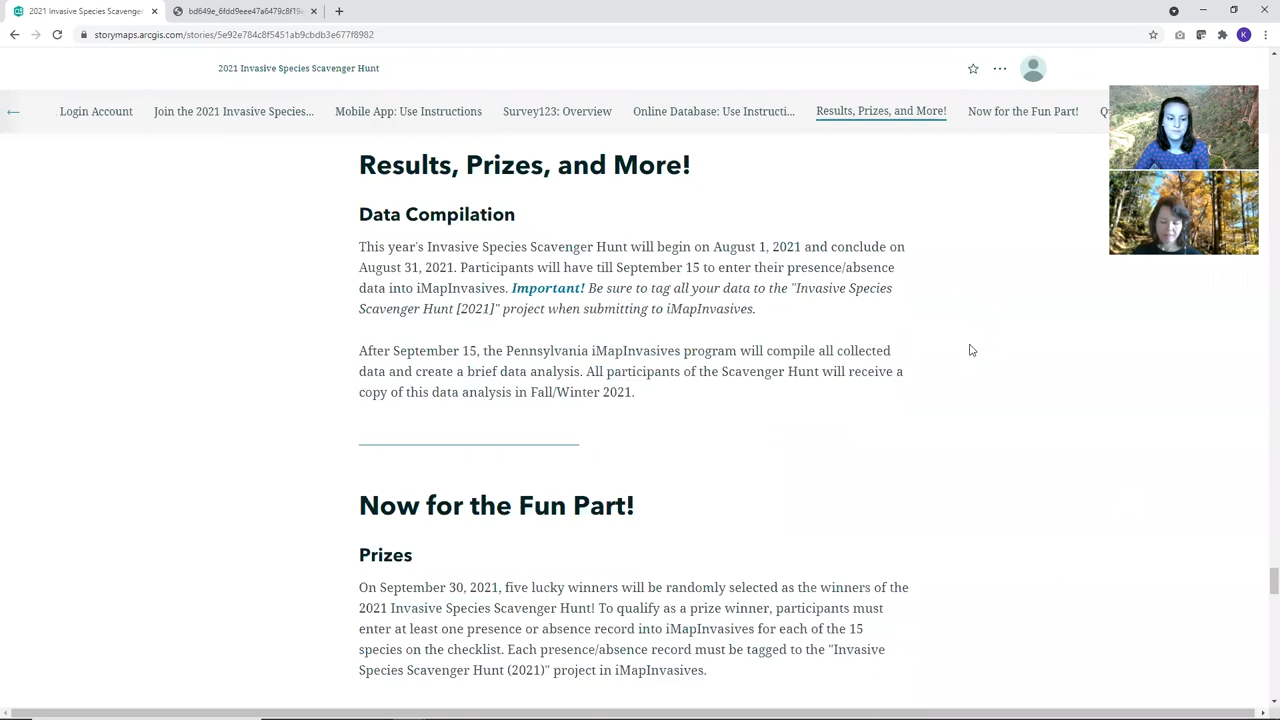 2021 Invasive Species Scavenger
bd649e_6fdd9eee47a6479c8f19
storymaps.arcgis.com/stories/5e92e784c8f5451ab9cbdb3e677f8982
K
2021 Invasive Species Scavenger Hunt
Login Account
Join the 2021 Invasive Species...
Mobile App: Use Instructions
Survey123: Overview
Online Database: Use Instructi...
Results, Prizes, and More!
Now for the Fun Part!
Results, Prizes, and More!
Data Compilation
This year's Invasive Species Scavenger Hunt will begin on August 1, 2021 and conclude on
August 31, 2021. Participants will have till September 15 to enter their presence/absence
data into iMapInvasives. Important! Be sure to tag all your data to the "Invasive Species
Scavenger Hunt [2021]" project when submitting to iMapInvasives.
After September 15, the Pennsylvania iMapInvasives program will compile all collected
data and create a brief data analysis. All participants of the Scavenger Hunt will receive a
copy of this data analysis in Fall/Winter 2021.
Now for the Fun Part!
Prizes
On September 30, 2021, five lucky winners will be randomly selected as the winners of the
2021 Invasive Species Scavenger Hunt! To qualify as a prize winner, participants must
enter at least one presence or absence record into iMapInvasives for each of the 15
species on the checklist. Each presence/absence record must be tagged to the "Invasive
Species Scavenger Hunt (2021)" project in iMapInvasives.